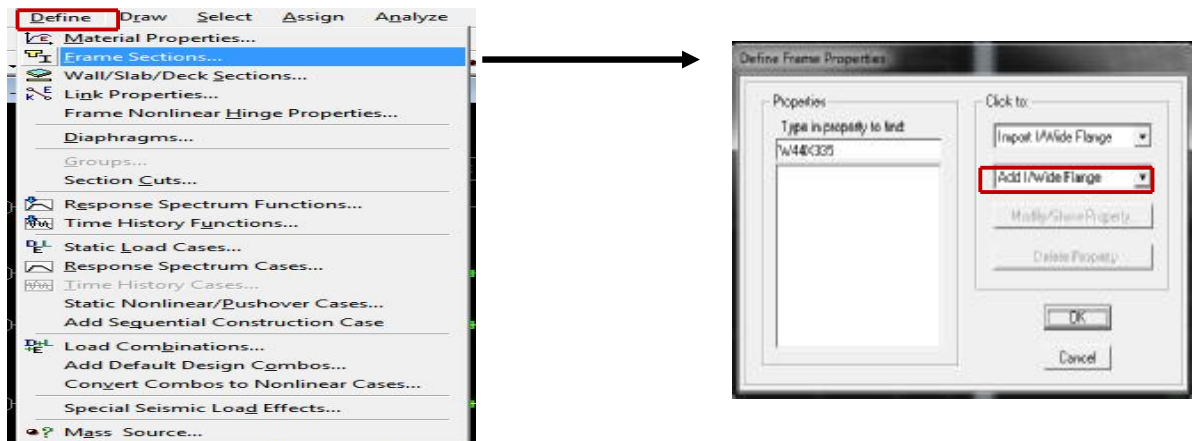 Define Draw Select Assign Analyze
Material Properties...
Frame Sections...
Wall/Slab/Deck Sections...
Link Properties...
Frame Nonlinear Hinge Properties...
Diaphragms...
Groups...
Section Cuts...
Response Spectrum Functions...
Time History Functions...
Static Load Cases...
Response Spectrum Cases...
Time History Cases...
Static Nonlinear/Pushover Cases...
Add Sequential Construction Case
Load Combinations...
Add Default Design Combos...
Convert Combos to Nonlinear Cases...
Special Seismic Load Effects...
Mass Source...
Define Frame Properties
Properties
Type in property to find:
W44X335
Click to:
Import I/Wide Flange
Add I/Wide Flange
Modify/Show Property
Delete Property
OK
Cancel